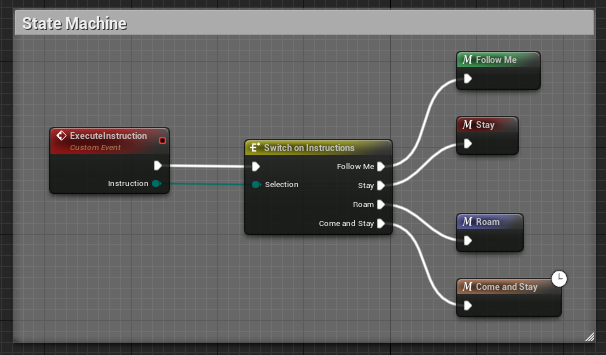 State Machine
ExecuteInstruction
Custom Event
Instruction
Switch on Instructions
Selection
Follow Me
Stay
Roam
Come and Stay
M Follow Me
M Stay
M Roam
M Come and Stay